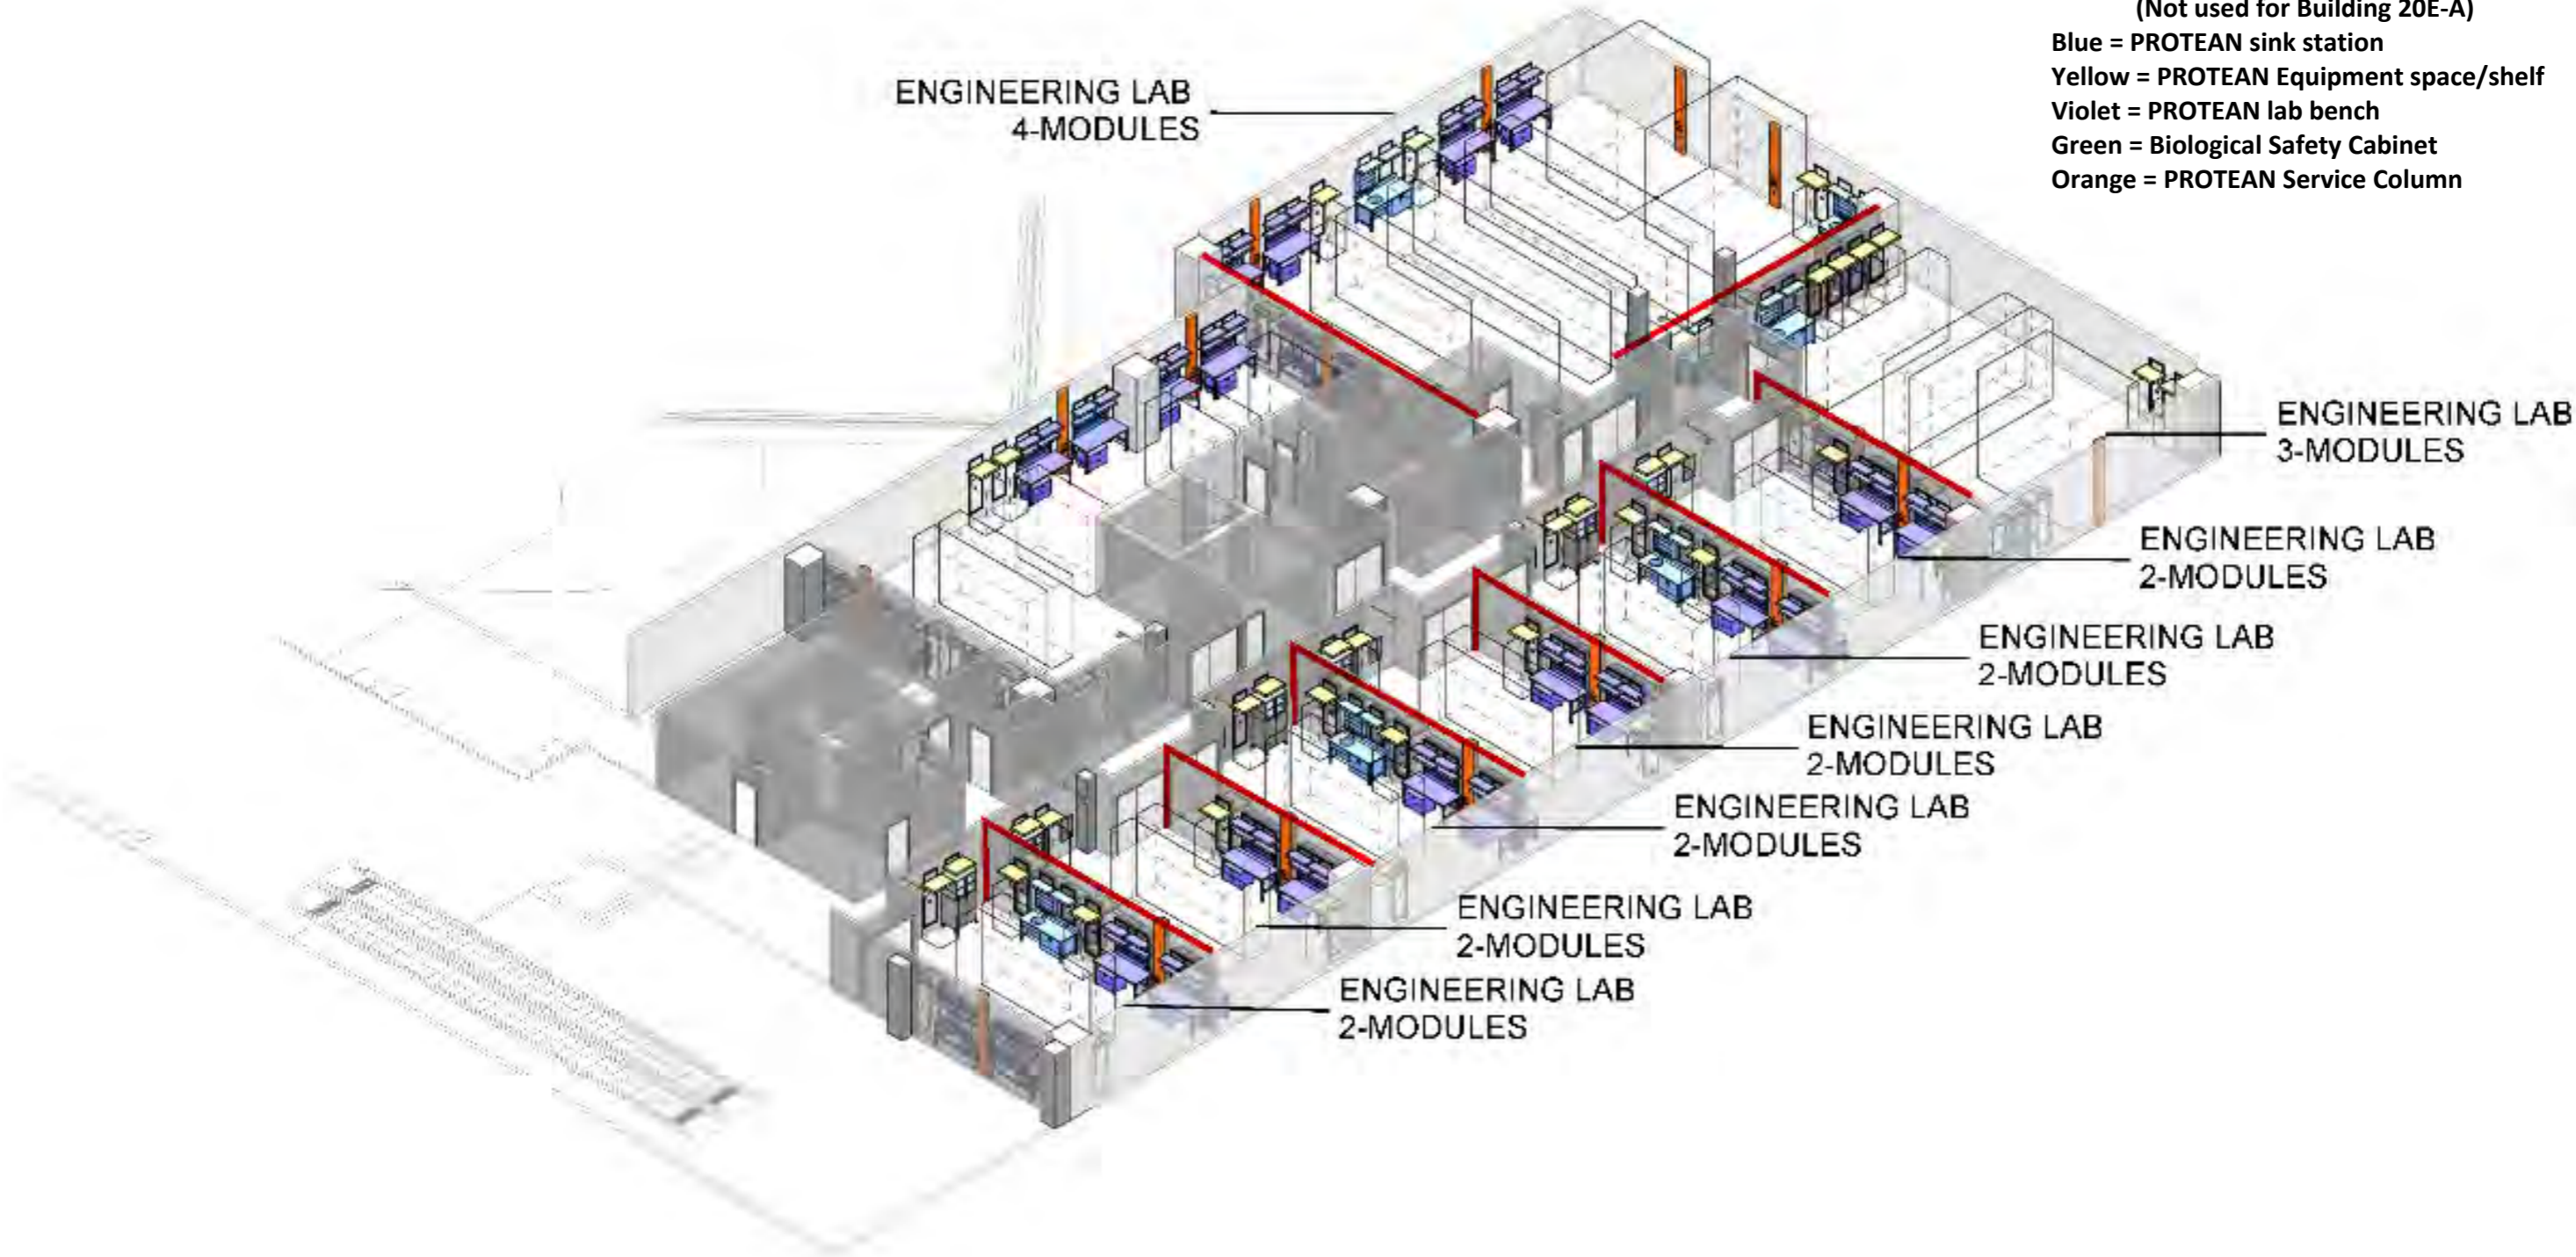 (Not used for Building 20E-A)
Blue = PROTEAN sink station
Yellow = PROTEAN Equipment space/shelf
Violet = PROTEAN lab bench
Green = Biological Safety Cabinet
Orange = PROTEAN Service Column
ENGINEERING LAB
4-MODULES
ENGINEERING LAB
3-MODULES
ENGINEERING LAB
2-MODULES
ENGINEERING LAB
2-MODULES
ENGINEERING LAB
2-MODULES
ENGINEERING LAB
2-MODULES
ENGINEERING LAB
2-MODULES
ENGINEERING LAB
2-MODULES